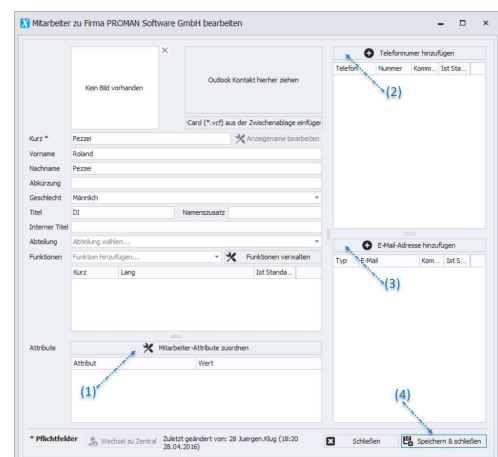 Mitarbeiter zu Firma PROMAN Software GmbH bearbeiten
Kein Bild vorhanden
Outlook Kontakt hierher ziehen
Card (*.vcf) aus der Zwischenablage einfüger
Kurz * Pezzei Anzeigename bearbeiten
Vorname Roland
Nachname Pezzei
Abkürzung
Geschlecht Männlich
Titel DI Namenszusatz
Interner Titel
Abteilung Abteilung wählen...
Funktionen Funktion hinzufügen... Funktionen verwalten
Kurz Lang Ist Standa...
Attribute Mitarbeiter-Attribute zuordnen
Attribut Wert
(1)
Telefonnumer hinzufügen
Telefon Nummer Komm... Ist Sta...
(2)
E-Mail-Adresse hinzufügen
Typ E-Mail Kom... Ist S...
(3)
(4)
* Pflichtfelder Wechsel zu Zentral Zuletzt geändert von: 28 Juergen.Klug (18:20
28.04.2016)
Schließen Speichern & schließen